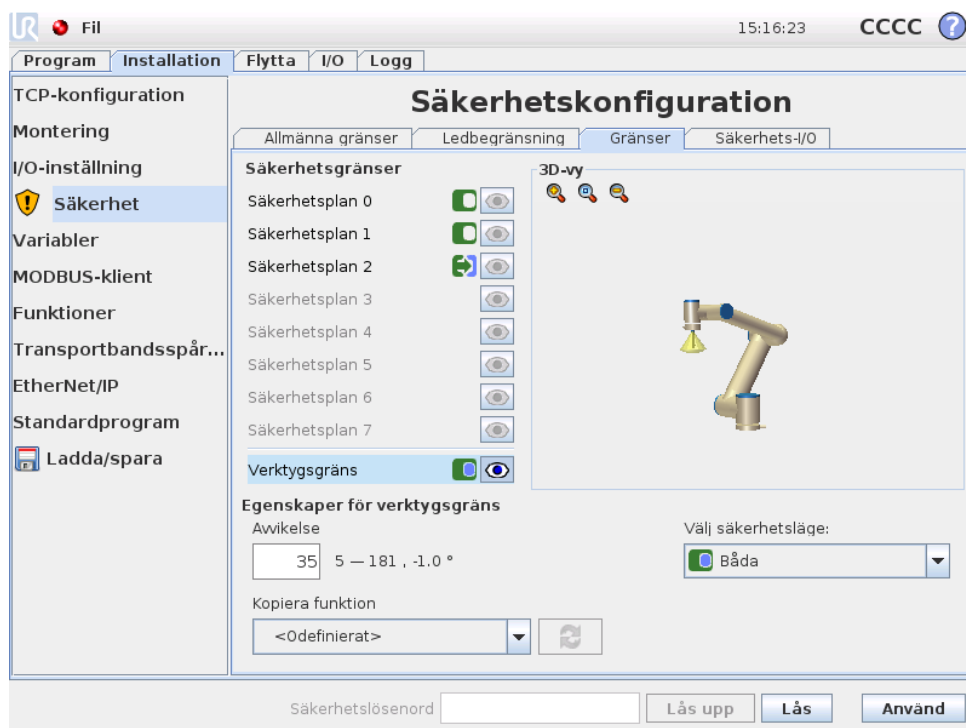 UR Fil 15:16:23 CCCC ?
Program Installation Flytta I/O Logg
TCP-konfiguration
Montering
I/O-inställning
Säkerhet
Variabler
MODBUS-klient
Funktioner
Transportbandsspår...
EtherNet/IP
Standardprogram
Ladda/spara
Säkerhetskonfiguration
Allmänna gränser Ledbegränsning Gränser Säkerhets-I/O
Säkerhetsgränser
Säkerhetsplan 0
Säkerhetsplan 1
Säkerhetsplan 2
Säkerhetsplan 3
Säkerhetsplan 4
Säkerhetsplan 5
Säkerhetsplan 6
Säkerhetsplan 7
Verktygsgräns
3D-vy
Egenskaper för verktygsgräns
Avvikelse
35 5 — 181 , -1.0 °
Välj säkerhetsläge:
Båda
Kopiera funktion
<Odefinierat>
Säkerhetslösenord Lås upp Lås Använd